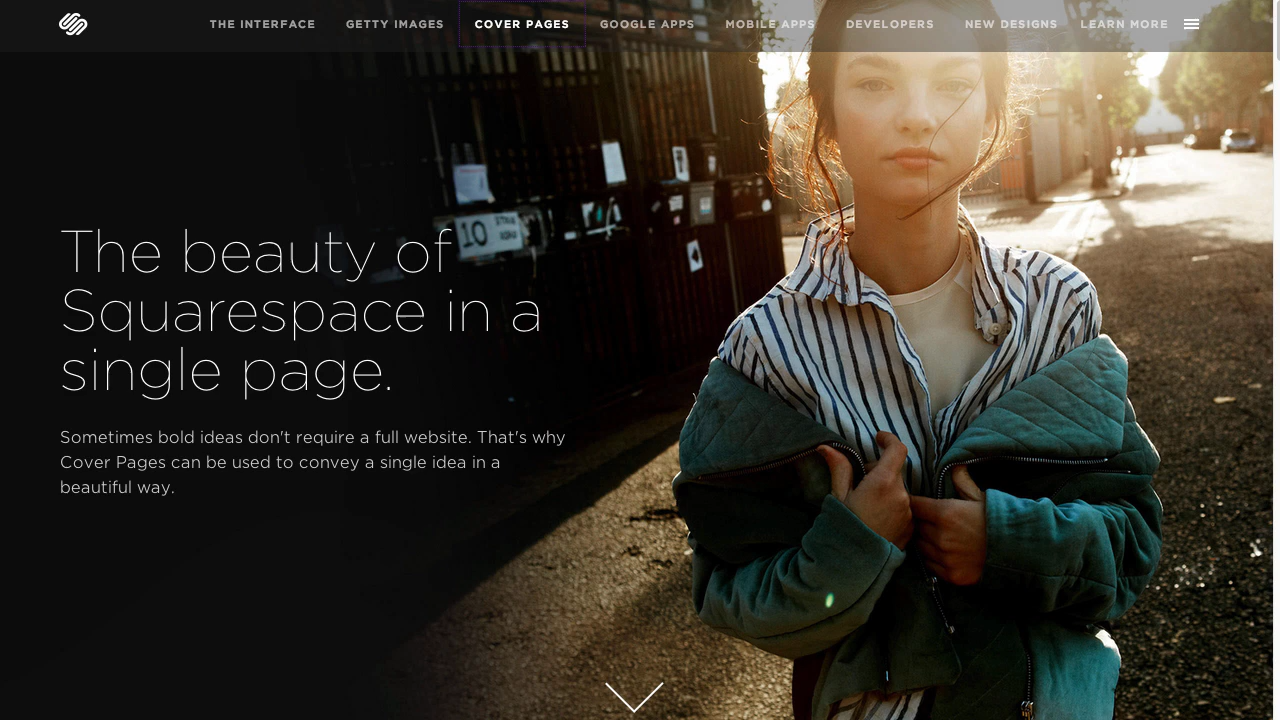 THE INTERFACE GETTY IMAGES COVER PAGES GOOGLE APPS MOBILE APPS DEVELOPERS NEW DESIGNS LEARN MORE
The beauty of
Squarespace in a
single page.
Sometimes bold ideas don't require a full website. That's why
Cover Pages can be used to convey a single idea in a
beautiful way.
10